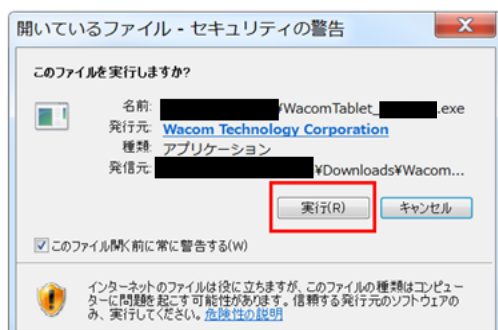 開いているファイル - セキュリティの警告
このファイルを実行しますか?
名前: ¥WacomTablet_ .exe
発行元: Wacom Technology Corporation
種類: アプリケーション
発信元: ¥Downloads¥Wacom...
実行(R) キャンセル
このファイル開く前に常に警告する(W)
インターネットのファイルは役に立ちますが、このファイルの種類はコンピュー
ターに問題を起こす可能性があります。信頼する発行元のソフトウェアの
み、実行してください。危険性の説明